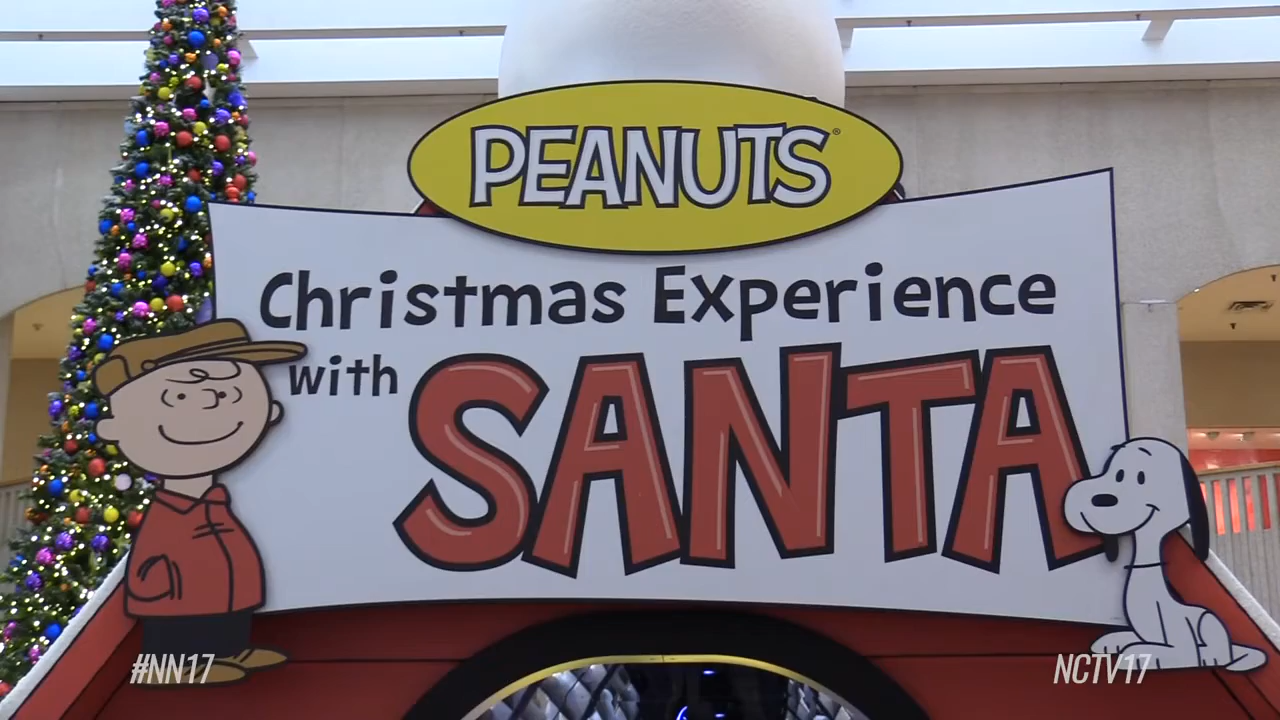 PEANUTS®
Christmas Experience
with SANTA
#NN17
NCTV17